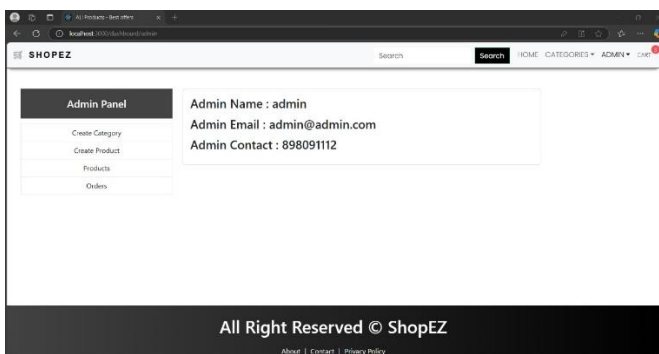 All Products - Best offers
localhost:3000/dashboard/admin
SHOPEZ
Search
Search
HOME
CATEGORIES
ADMIN
CART
Admin Panel
Create Category
Create Product
Products
Orders
Admin Name : admin
Admin Email : admin@admin.com
Admin Contact : 898091112
All Right Reserved © ShopEZ
About | Contact | Privacy Policy